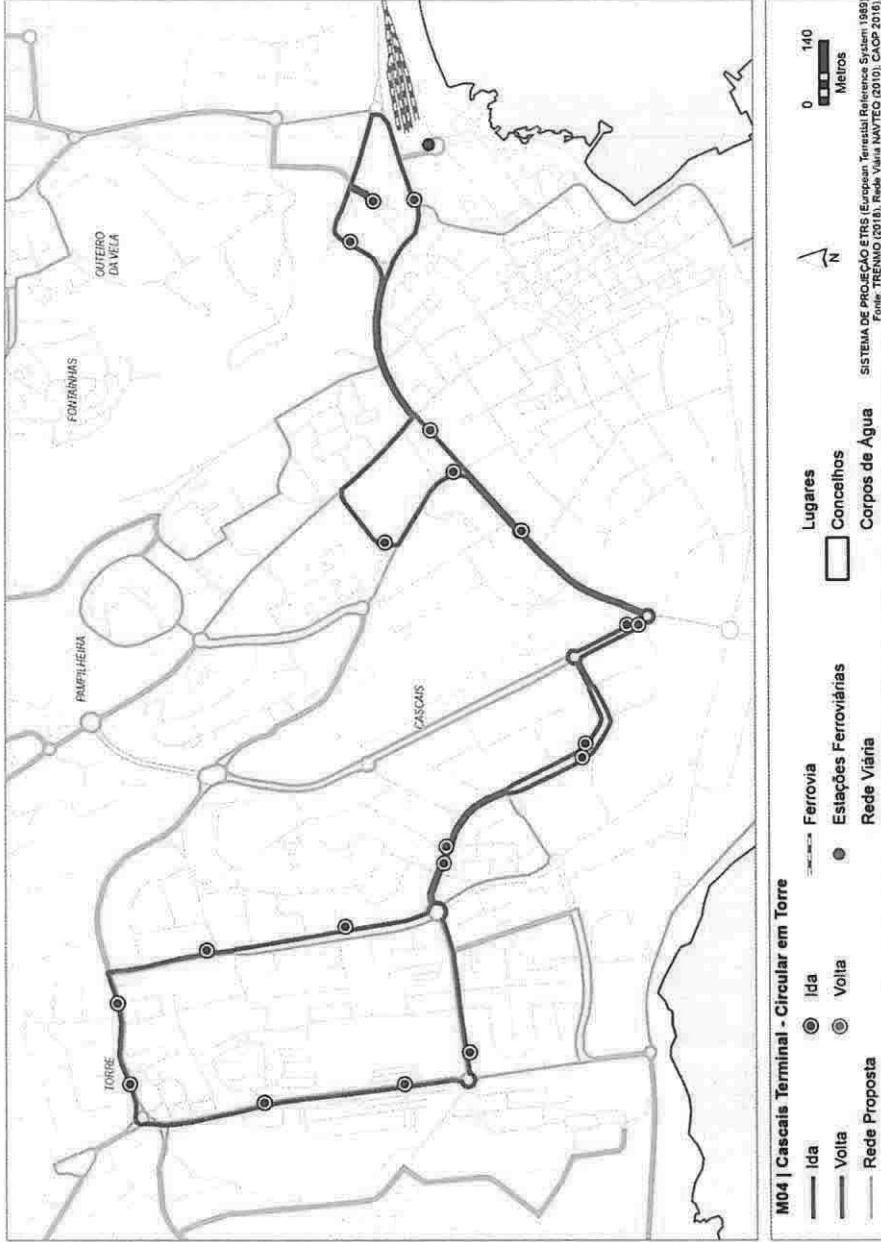 OUTEIRO
DA VELA
FONTAINHAS
PAMPILHEIRA
CASCAIS
TORRE
M04 | Cascais Terminal - Circular em Torre
Ida
Volta
Rede Proposta
Ida
Volta
Ferrovia
Estações Ferroviárias
Rede Viária
Lugares
Concelhos
Corpos de Água
N
0 140
Metros
SISTEMA DE PROJEÇÃO ETRS (European Terrestrial Reference System 1989)
Fonte: TRENMO (2018), Rede Viária NAVTEQ (2010), CAOP 2016)